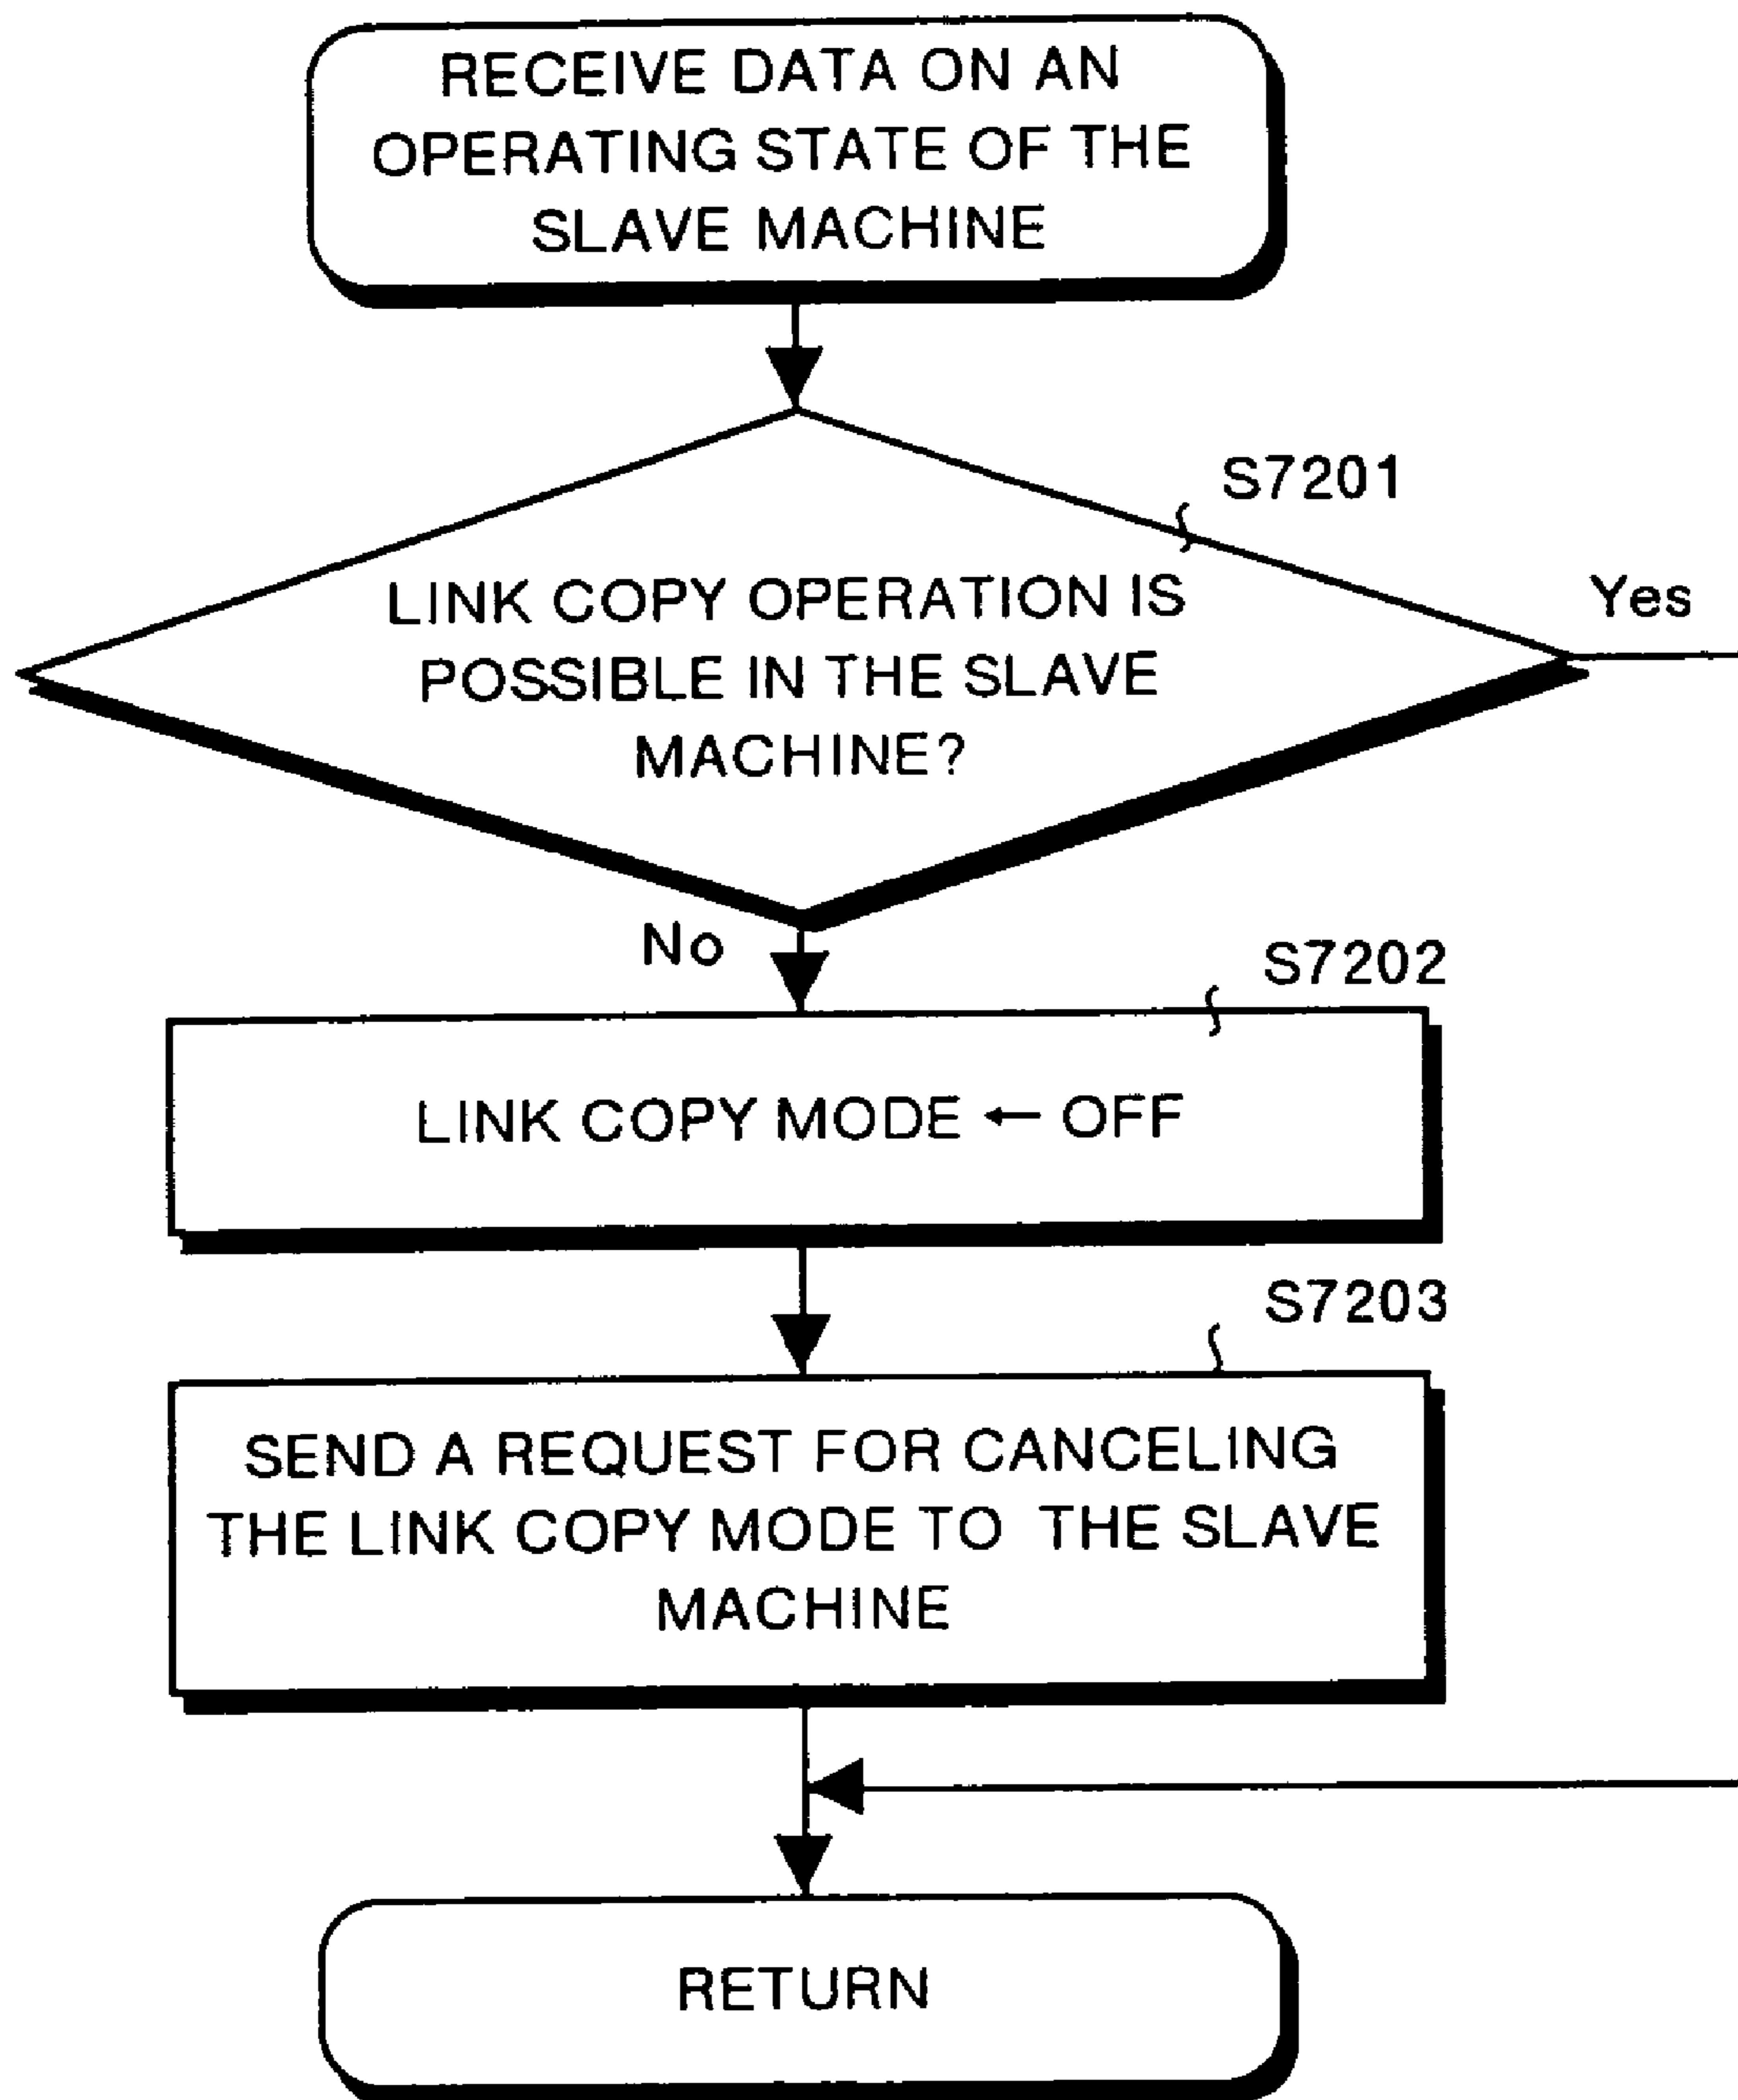 RECEIVE DATA ON AN
OPERATING STATE OF THE
SLAVE MACHINE
S7201
LINK COPY OPERATION IS
POSSIBLE IN THE SLAVE
MACHINE?
Yes
No
S7202
LINK COPY MODE ← OFF
S7203
SEND A REQUEST FOR CANCELING
THE LINK COPY MODE TO THE SLAVE
MACHINE
RETURN